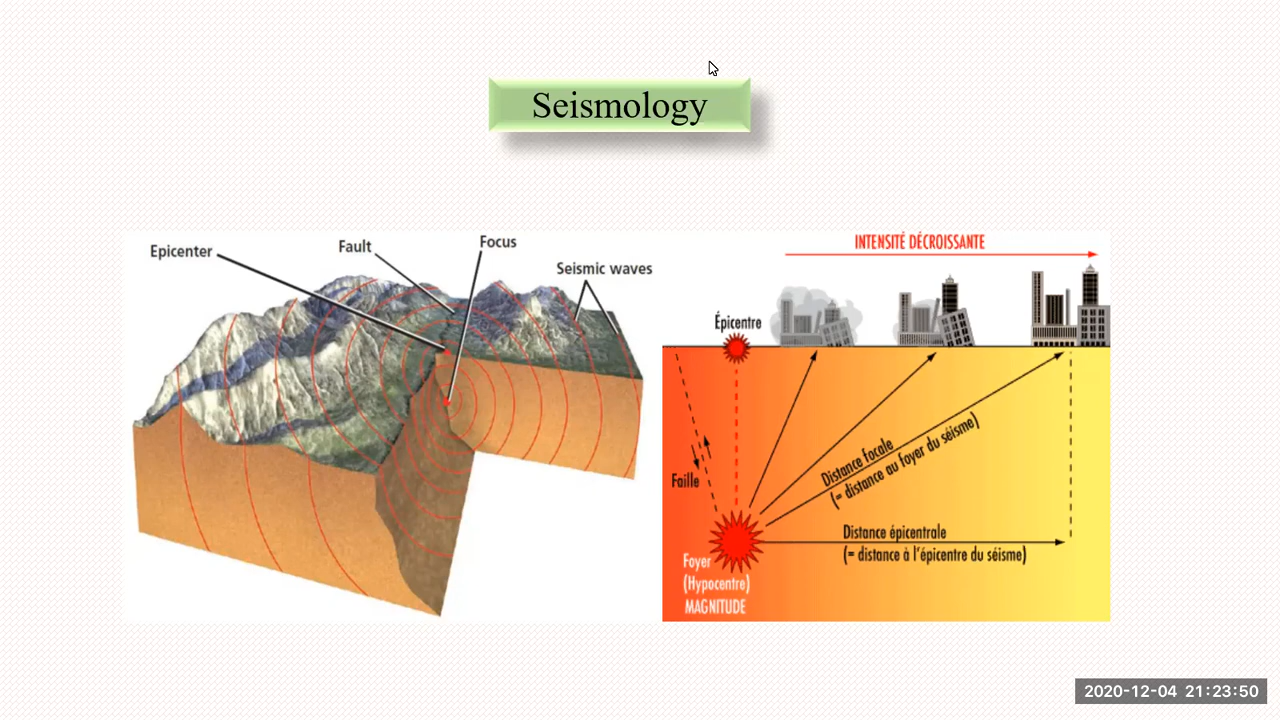 Seismology
Epicenter
Fault
Focus
Seismic waves
INTENSITÉ DÉCROISSANTE
Épicentre
Faille
Distance focale
(= distance au foyer du séisme)
Distance épicentrale
(= distance à l'épicentre du séisme)
Foyer
(Hypocentre)
MAGNITUDE
2020-12-04 21:23:50